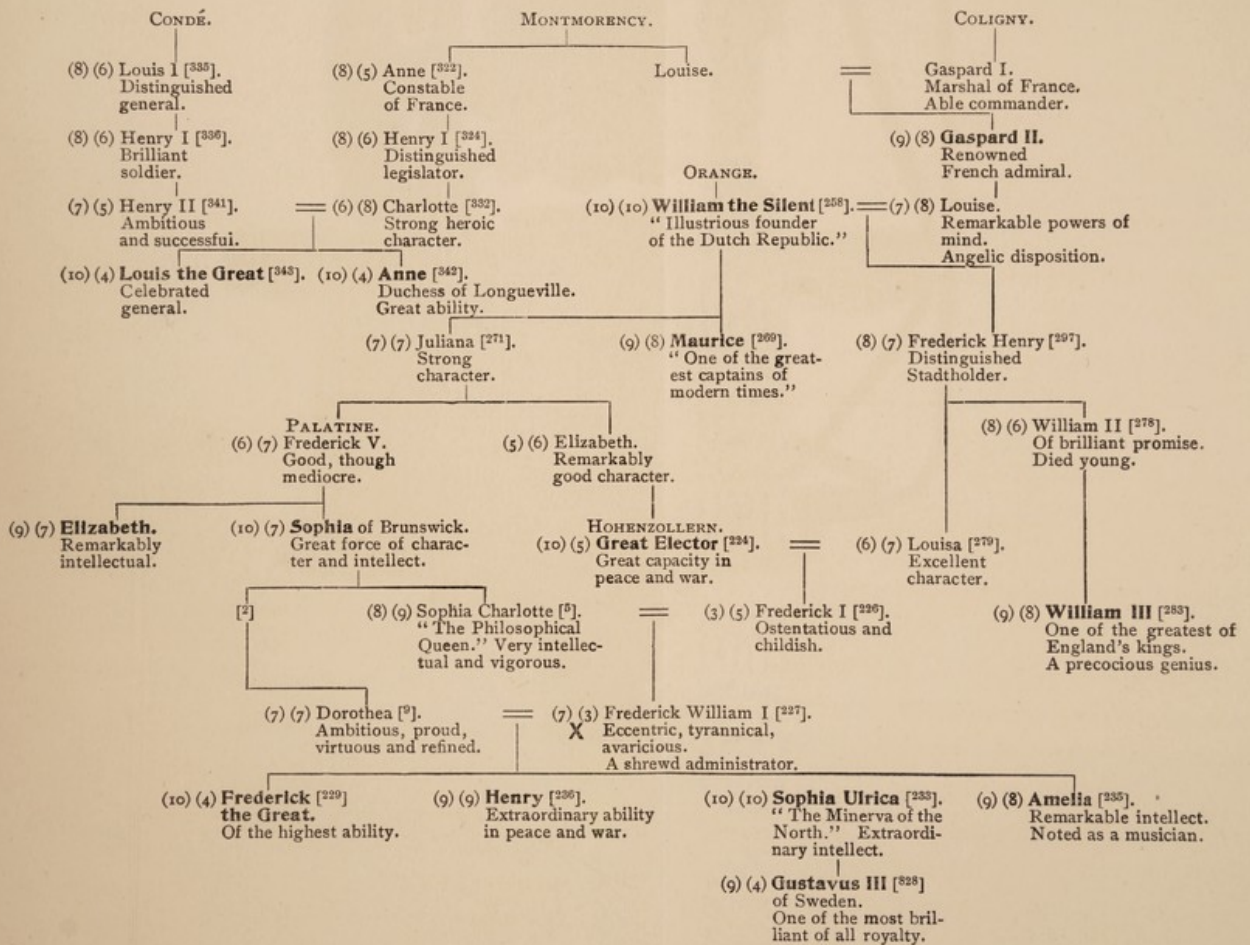 CONDÉ. MONTMORENCY. COLIGNY.
(8) (6) Louis I [335].
Distinguished
general.
(8) (5) Anne [322].
Constable
of France.
Louise.
=
Gaspard I.
Marshal of France.
Able commander.
(8) (6) Henry I [336].
Brilliant
soldier.
(8) (6) Henry I [324].
Distinguished
legislator.
(9) (8) Gaspard II.
Renowned
French admiral.
ORANGE.
(7) (5) Henry II [341].
Ambitious
and successful.
=
(6) (8) Charlotte [332].
Strong heroic
character.
(10) (10) William the Silent [258].
“ Illustrious founder
of the Dutch Republic.”
=
(7) (8) Louise.
Remarkable powers of
mind.
Angelic disposition.
(10) (4) Louis the Great [343].
Celebrated
general.
(10) (4) Anne [342].
Duchess of Longueville.
Great ability.
(7) (7) Juliana [271].
Strong
character.
(9) (8) Maurice [269].
“ One of the great-
est captains of
modern times.”
(8) (7) Frederick Henry [297].
Distinguished
Stadtholder.
PALATINE.
(6) (7) Frederick V.
Good, though
mediocre.
(5) (6) Elizabeth.
Remarkably
good character.
(8) (6) William II [278].
Of brilliant promise.
Died young.
(9) (7) Elizabeth.
Remarkably
intellectual.
(10) (7) Sophia of Brunswick.
Great force of charac-
ter and intellect.
HOHENZOLLERN.
(10) (5) Great Elector [224].
Great capacity in
peace and war.
=
(6) (7) Louisa [279].
Excellent
character.
[2]
(8) (9) Sophia Charlotte [5].
“ The Philosophical
Queen.” Very intellec-
tual and vigorous.
=
(3) (5) Frederick I [226].
Ostentatious and
childish.
(9) (8) William III [283].
One of the greatest of
England's kings.
A precocious genius.
(7) (7) Dorothea [9].
Ambitious, proud,
virtuous and refined.
=
(7) (3) Frederick William I [227].
X Eccentric, tyrannical,
avaricious.
A shrewd administrator.
(10) (4) Frederick [229]
the Great.
Of the highest ability.
(9) (9) Henry [236].
Extraordinary ability
in peace and war.
(10) (10) Sophia Ulrica [233].
“ The Minerva of the
North.” Extraordi-
nary intellect.
(9) (8) Amelia [235].
Remarkable intellect.
Noted as a musician.
(9) (4) Gustavus III [828]
of Sweden.
One of the most bril-
liant of all royalty.